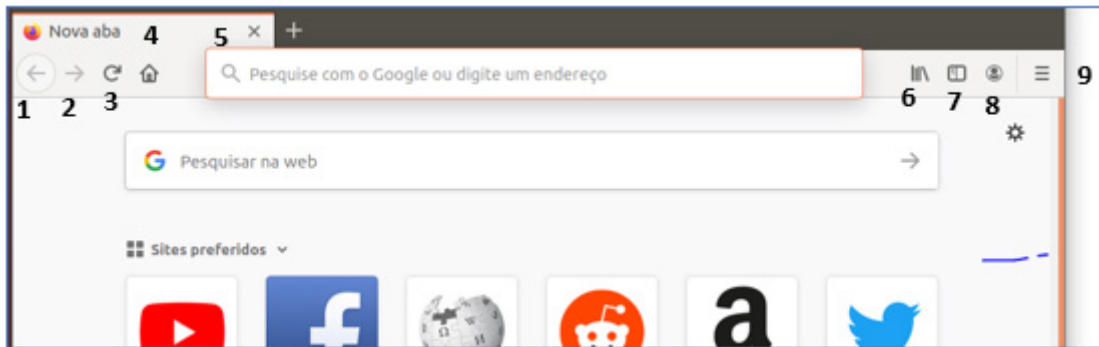 Nova aba 4 5
Pesquise com o Google ou digite um endereço
9
1 2 3 6 7 8
G Pesquisar na web
Sites preferidos
f W a